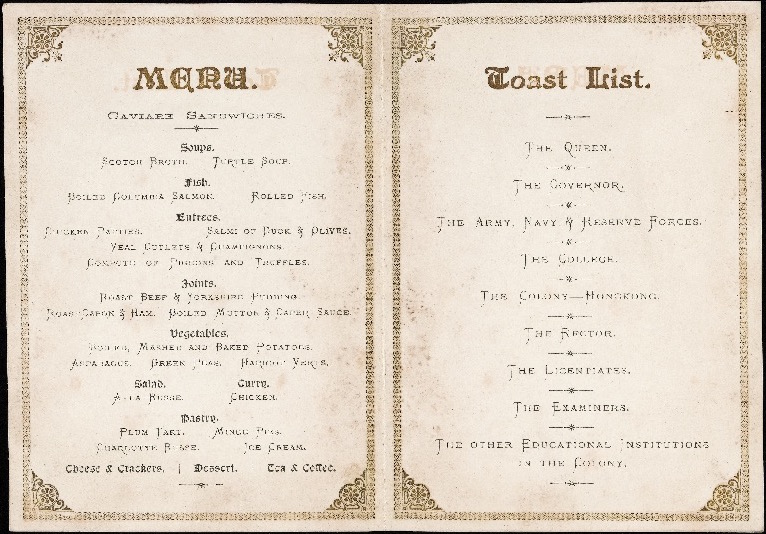 MENU.
CAVIARE SANDWICHES.
Soups.
SCOTCH BROTH. TURTLE SOUP.
Fish.
BOILED COLUMBIA SALMON. ROLLED FISH.
Entrees.
CHICKEN PATTIES. SALMI OF DUCK & OLIVES.
VEAL CUTLETS & CHAMPIGNONS.
COMPOTE OF PIGEONS AND TRUFFLES.
Joints.
ROAST BEEF & YORKSHIRE PUDDING.
ROAST CAPON & HAM. BOILED MUTTON & CAPER SAUCE.
Vegetables.
BOILED, MASHED AND BAKED POTATOES.
ASPARAGUS. GREEN PEAS. HARICOT VERTS.
Salad. Curry.
A-LA RUSSE. CHICKEN.
Pastry.
PLUM TART. MINCE PIES.
CHARLOTTE RUSSE. ICE CREAM.
Cheese & Crackers. | Dessert. Tea & Coffee.
Toast List.
THE QUEEN.
THE GOVERNOR.
THE ARMY, NAVY & RESERVE FORCES.
THE COLLEGE.
THE COLONY—HONGKONG.
THE RECTOR.
THE LICENTIATES.
THE EXAMINERS.
THE OTHER EDUCATIONAL INSTITUTIONS
IN THE COLONY.